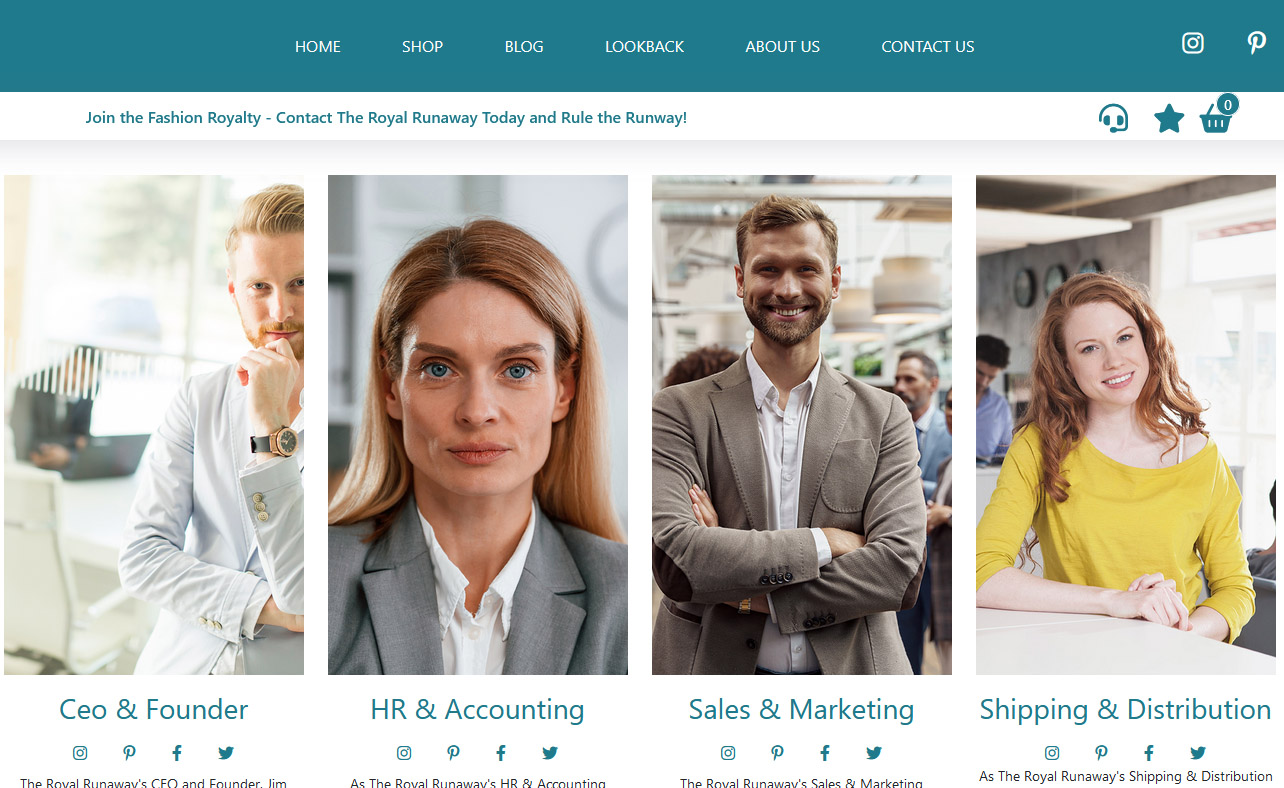 HOME SHOP BLOG LOOKBACK ABOUT US CONTACT US
Join the Fashion Royalty - Contact The Royal Runaway Today and Rule the Runway!
0
Ceo & Founder
HR & Accounting
Sales & Marketing
Shipping & Distribution
The Royal Runaway's CEO and Founder, Jim
As The Royal Runaway's HR & Accounting
The Royal Runaway's Sales & Marketing
As The Royal Runaway's Shipping & Distribution